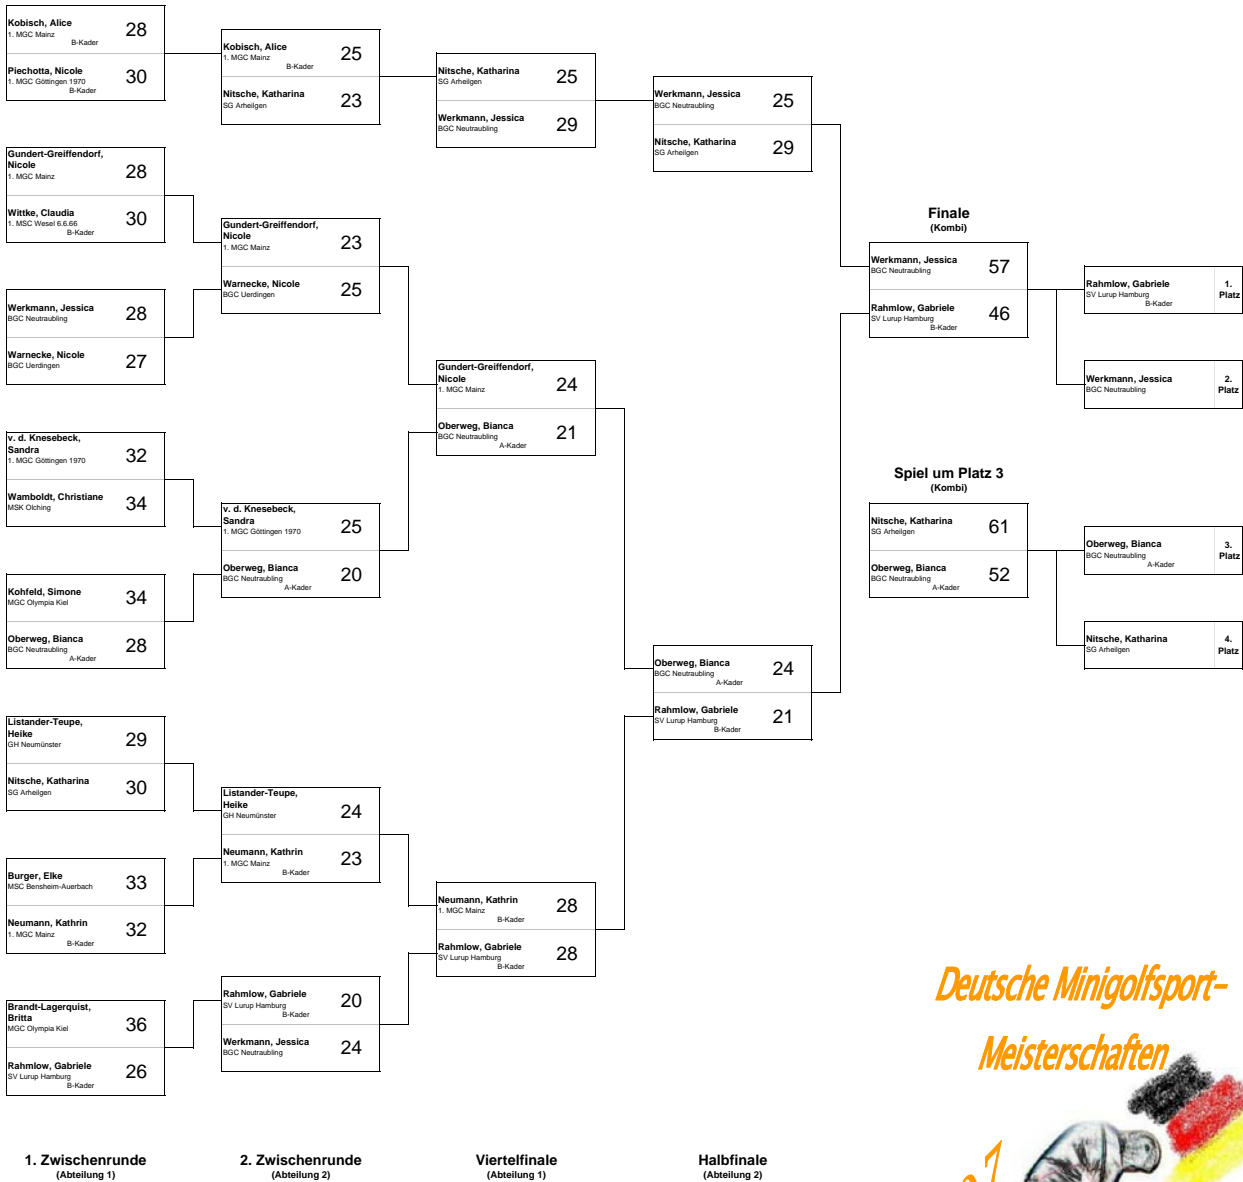 Kobisch, Alice
1. MGC Mainz
B-Kader
28
Piechotta, Nicole
1. MGC Göttingen 1970
B-Kader
30
Gundert-Greiffendorf,
Nicole
1. MGC Mainz
28
Wittke, Claudia
1. MSC Wesel 6.6.66
B-Kader
30
Werkmann, Jessica
BGC Neutraubling
28
Warnecke, Nicole
BGC Uerdingen
27
v. d. Knesebeck,
Sandra
1. MGC Göttingen 1970
32
Wamboldt, Christiane
MSK Olching
34
Kohfeld, Simone
MGC Olympia Kiel
34
Oberweg, Bianca
BGC Neutraubling
A-Kader
28
Listander-Teupe,
Heike
GH Neumünster
29
Nitsche, Katharina
SG Arheilgen
30
Burger, Elke
MSC Bensheim-Auerbach
33
Neumann, Kathrin
1. MGC Mainz
B-Kader
32
Brandt-Lagerquist,
Britta
MGC Olympia Kiel
36
Rahmlow, Gabriele
SV Lurup Hamburg
B-Kader
26
1. Zwischenrunde
(Abteilung 1)
Kobisch, Alice
1. MGC Mainz
B-Kader
25
Nitsche, Katharina
SG Arheilgen
23
Gundert-Greiffendorf,
Nicole
1. MGC Mainz
23
Warnecke, Nicole
BGC Uerdingen
25
v. d. Knesebeck,
Sandra
1. MGC Göttingen 1970
25
Oberweg, Bianca
BGC Neutraubling
A-Kader
20
Listander-Teupe,
Heike
GH Neumünster
24
Neumann, Kathrin
1. MGC Mainz
B-Kader
23
Rahmlow, Gabriele
SV Lurup Hamburg
B-Kader
20
Werkmann, Jessica
BGC Neutraubling
24
2. Zwischenrunde
(Abteilung 2)
Nitsche, Katharina
SG Arheilgen
25
Werkmann, Jessica
BGC Neutraubling
29
Gundert-Greiffendorf,
Nicole
1. MGC Mainz
24
Oberweg, Bianca
BGC Neutraubling
A-Kader
21
Neumann, Kathrin
1. MGC Mainz
B-Kader
28
Rahmlow, Gabriele
SV Lurup Hamburg
B-Kader
28
Viertelfinale
(Abteilung 1)
Werkmann, Jessica
BGC Neutraubling
25
Nitsche, Katharina
SG Arheilgen
29
Oberweg, Bianca
BGC Neutraubling
A-Kader
24
Rahmlow, Gabriele
SV Lurup Hamburg
B-Kader
21
Halbfinale
(Abteilung 2)
Finale
(Kombi)
Werkmann, Jessica
BGC Neutraubling
57
Rahmlow, Gabriele
SV Lurup Hamburg
B-Kader
46
Spiel um Platz 3
(Kombi)
Nitsche, Katharina
SG Arheilgen
61
Oberweg, Bianca
BGC Neutraubling
A-Kader
52
Rahmlow, Gabriele
SV Lurup Hamburg
B-Kader
1.
Platz
Werkmann, Jessica
BGC Neutraubling
2.
Platz
Oberweg, Bianca
BGC Neutraubling
A-Kader
3.
Platz
Nitsche, Katharina
SG Arheilgen
4.
Platz
Deutsche Minigolfsport–
Meisterschaften